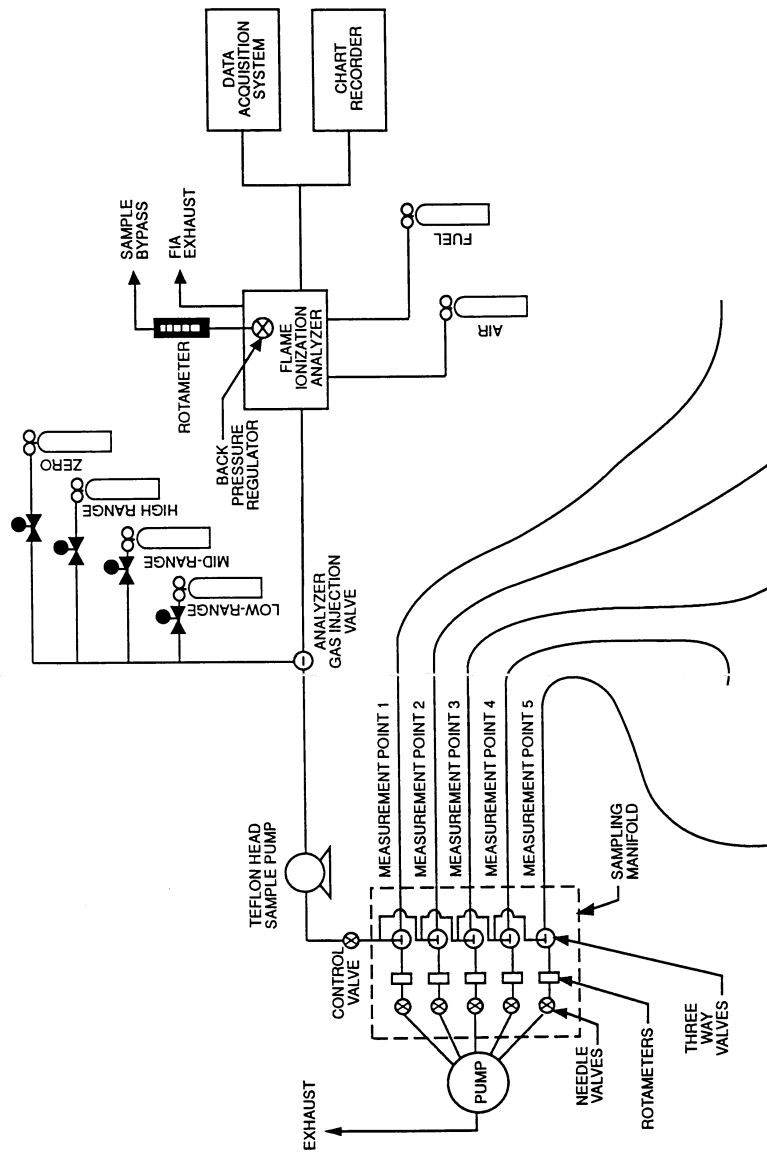 EXHAUST
PUMP
NEEDLE
VALVES
ROTAMETERS
THREE
WAY
VALVES
SAMPLING
MANIFOLD
CONTROL
VALVE
TEFLON HEAD
SAMPLE PUMP
MEASUREMENT POINT 1
MEASUREMENT POINT 2
MEASUREMENT POINT 3
MEASUREMENT POINT 4
MEASUREMENT POINT 5
ANALYZER
GAS INJECTION
VALVE
LOW-RANGE
MID-RANGE
HIGH RANGE
ZERO
BACK
PRESSURE
REGULATOR
ROTAMETER
SAMPLE
BYPASS
FIA
EXHAUST
FLAME
IONIZATION
ANALYZER
AIR
FUEL
DATA
ACQUISITION
SYSTEM
CHART
RECORDER